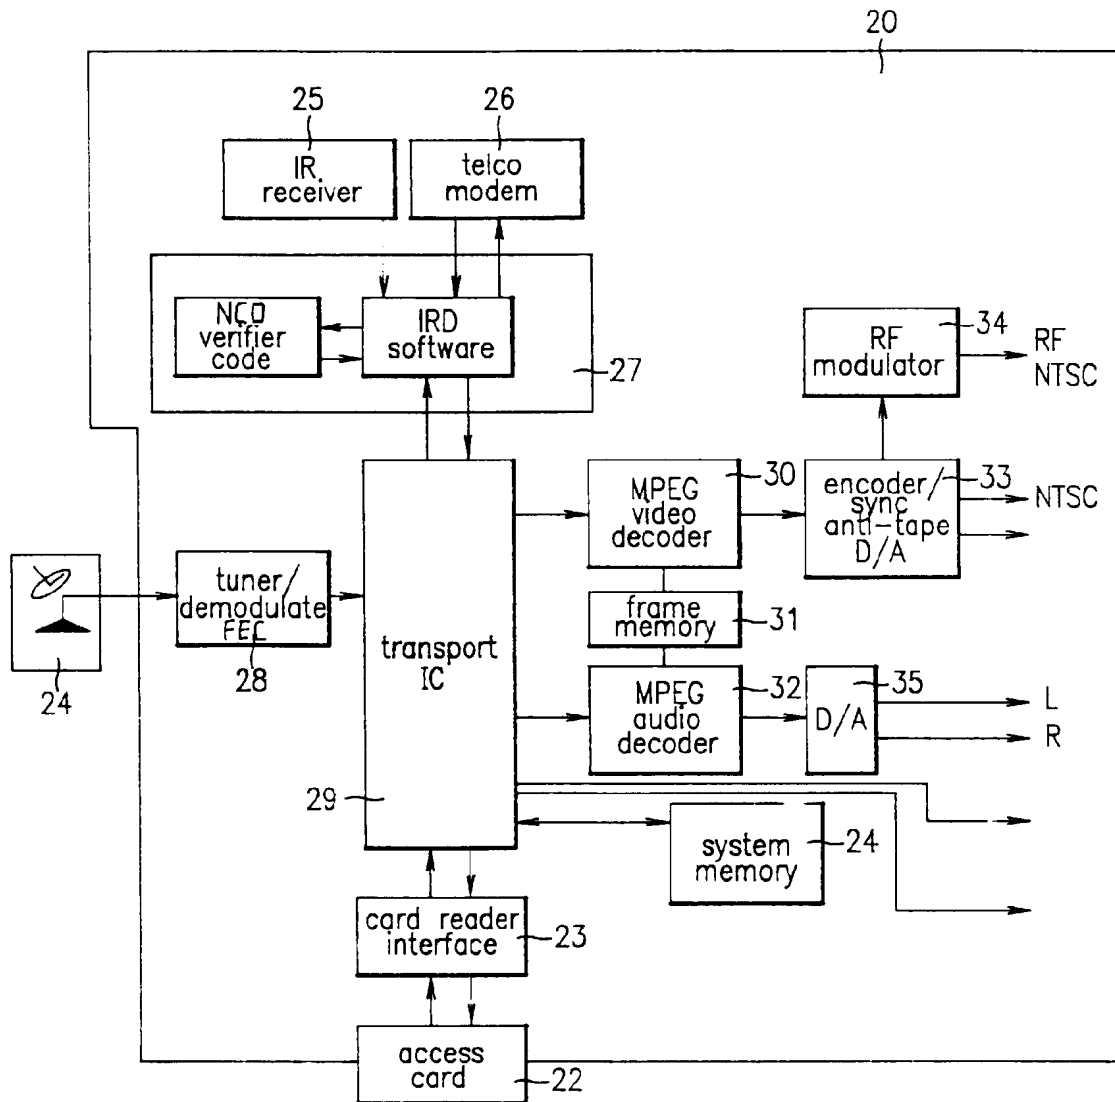 20
25
26
IR
receiver
telco
modem
NCO
verifier
code
IRD
software
27
RF
modulator
34
RF
NTSC
MPEG
video
decoder
30
encoder/
sync
anti-tape
D/A
33
NTSC
tuner/
demodulate
FEC
28
24
transport
IC
29
frame
memory
31
MPEG
audio
decoder
32
35
D/A
L
R
system
memory
24
card reader
interface
23
access
card
22